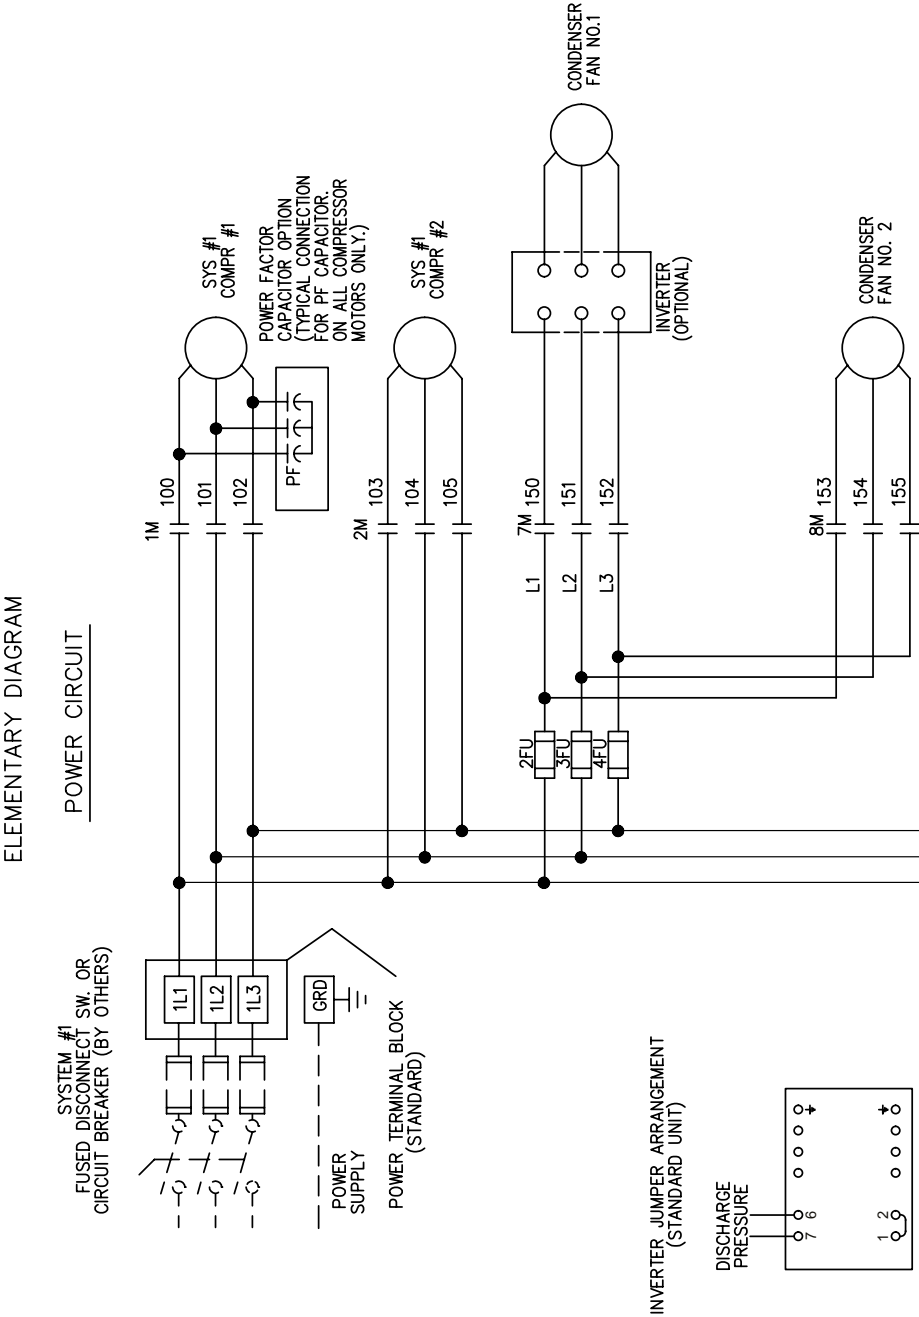 ELEMENTARY DIAGRAM
POWER CIRCUIT
SYSTEM #1
FUSED DISCONNECT SW. OR
CIRCUIT BREAKER (BY OTHERS)
1L1
1L2
1L3
GRD
POWER
SUPPLY
POWER TERMINAL BLOCK
(STANDARD)
1M
100
101
102
SYS #1
COMPR #1
PF
POWER FACTOR
CAPACITOR OPTION
(TYPICAL CONNECTION
FOR PF CAPACITOR.
ON ALL COMPRESSOR
MOTORS ONLY.)
2M
103
104
105
SYS #1
COMPR #2
2FU
3FU
4FU
L1
L2
L3
7M
150
151
152
INVERTER
(OPTIONAL)
CONDENSER
FAN NO.1
8M
153
154
155
CONDENSER
FAN NO. 2
INVERTER JUMPER ARRANGEMENT
(STANDARD UNIT)
DISCHARGE
PRESSURE
7
6
1
2